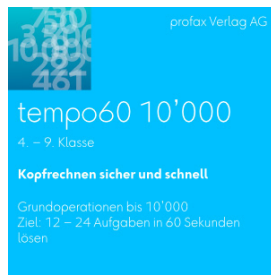 profax Verlag AG
tempo60 10'000
4. – 9. Klasse
Kopfrechnen sicher und schnell
Grundoperationen bis 10'000
Ziel: 12 – 24 Aufgaben in 60 Sekunden
lösen